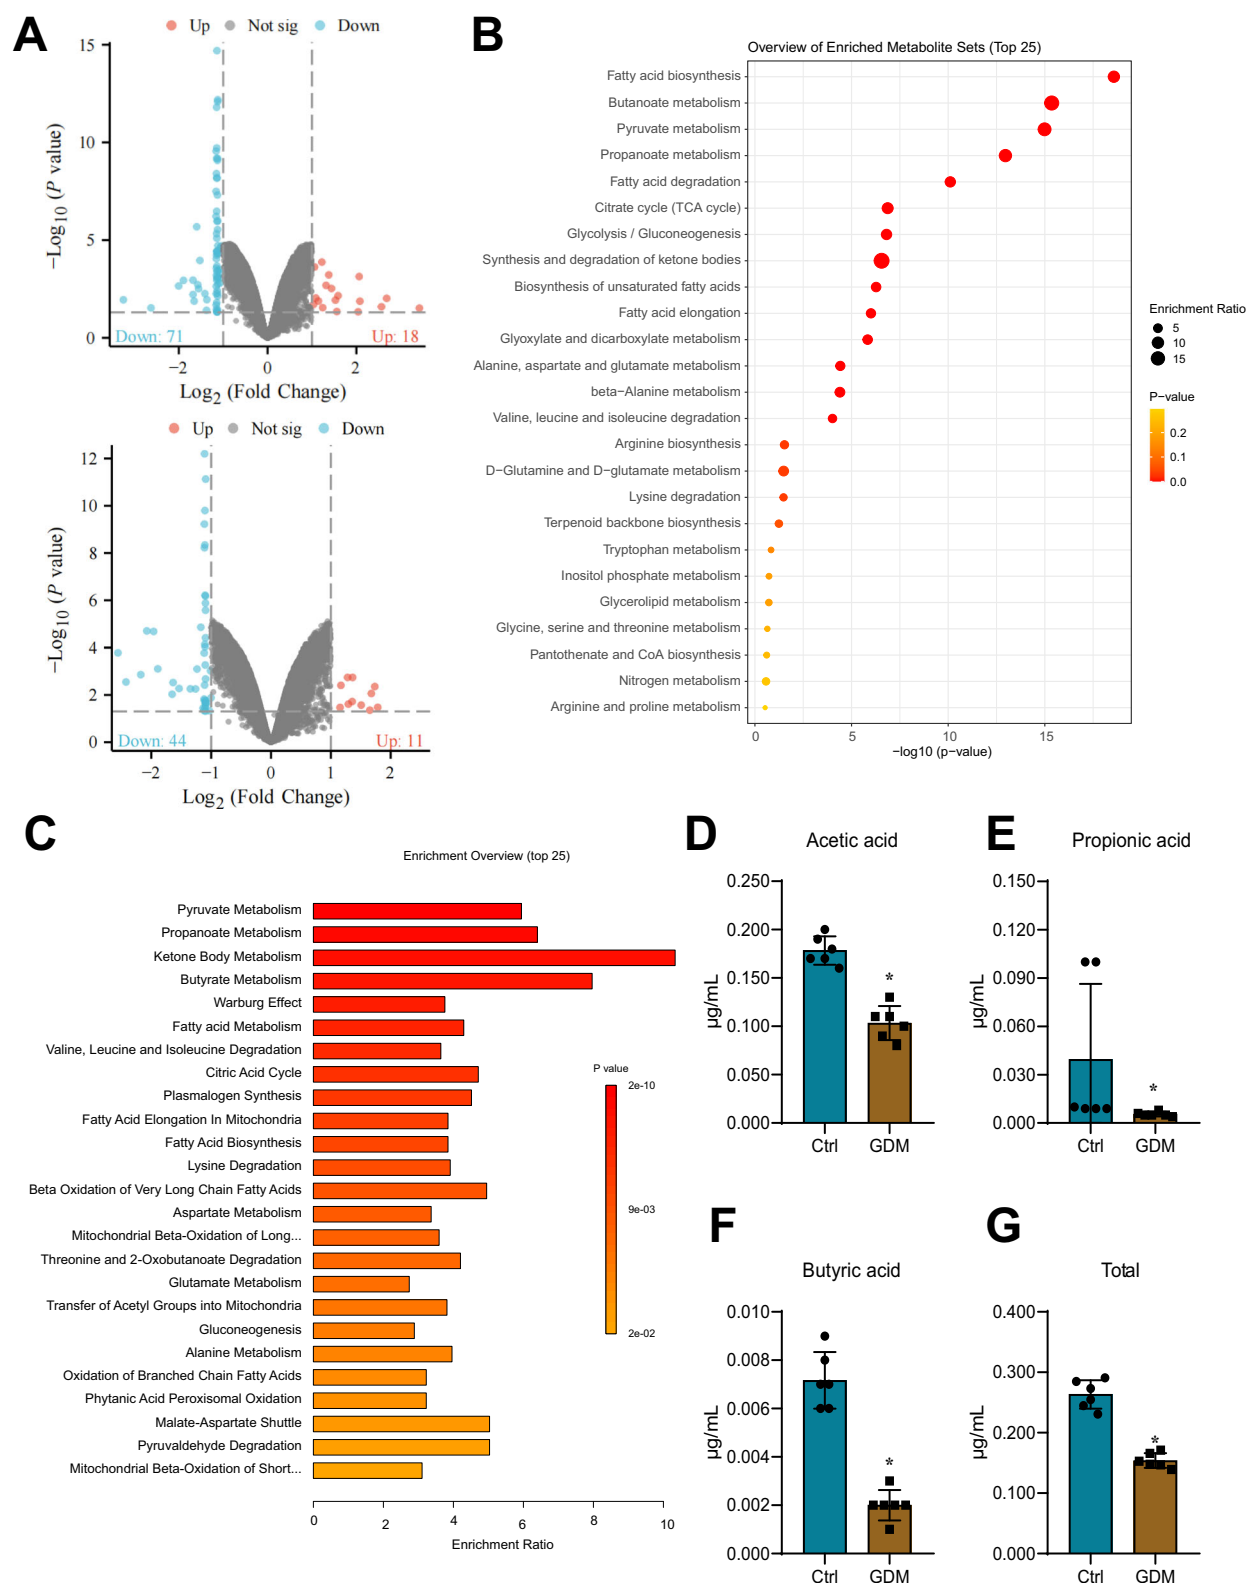 A
Up Not sig Down
15
10
5
0
−Log10 (P value)
Down: 71
Up: 18
−2 0 2
Log2 (Fold Change)
Up Not sig Down
12
10
8
6
4
2
0
−Log10 (P value)
Down: 44
Up: 11
−2 −1 0 1 2
Log2 (Fold Change)
B
Overview of Enriched Metabolite Sets (Top 25)
Fatty acid biosynthesis
Butanoate metabolism
Pyruvate metabolism
Propanoate metabolism
Fatty acid degradation
Citrate cycle (TCA cycle)
Glycolysis / Gluconeogenesis
Synthesis and degradation of ketone bodies
Biosynthesis of unsaturated fatty acids
Fatty acid elongation
Glyoxylate and dicarboxylate metabolism
Alanine, aspartate and glutamate metabolism
beta−Alanine metabolism
Valine, leucine and isoleucine degradation
Arginine biosynthesis
D−Glutamine and D−glutamate metabolism
Lysine degradation
Terpenoid backbone biosynthesis
Tryptophan metabolism
Inositol phosphate metabolism
Glycerolipid metabolism
Glycine, serine and threonine metabolism
Pantothenate and CoA biosynthesis
Nitrogen metabolism
Arginine and proline metabolism
0 5 10 15
−log10 (p−value)
Enrichment Ratio
5
10
15
P−value
0.2
0.1
0.0
C
Enrichment Overview (top 25)
Pyruvate Metabolism
Propanoate Metabolism
Ketone Body Metabolism
Butyrate Metabolism
Warburg Effect
Fatty acid Metabolism
Valine, Leucine and Isoleucine Degradation
Citric Acid Cycle
Plasmalogen Synthesis
Fatty Acid Elongation In Mitochondria
Fatty Acid Biosynthesis
Lysine Degradation
Beta Oxidation of Very Long Chain Fatty Acids
Aspartate Metabolism
Mitochondrial Beta-Oxidation of Long...
Threonine and 2-Oxobutanoate Degradation
Glutamate Metabolism
Transfer of Acetyl Groups into Mitochondria
Gluconeogenesis
Alanine Metabolism
Oxidation of Branched Chain Fatty Acids
Phytanic Acid Peroxisomal Oxidation
Malate-Aspartate Shuttle
Pyruvaldehyde Degradation
Mitochondrial Beta-Oxidation of Short...
0 2 4 6 8 10
Enrichment Ratio
P value
2e-10
9e-03
2e-02
D
Acetic acid
0.250
0.200
0.150
0.100
0.050
0.000
µg/mL
*
Ctrl GDM
E
Propionic acid
0.150
0.120
0.090
0.060
0.030
0.000
µg/mL
*
Ctrl GDM
F
Butyric acid
0.010
0.008
0.006
0.004
0.002
0.000
µg/mL
*
Ctrl GDM
G
Total
0.400
0.300
0.200
0.100
0.000
µg/mL
*
Ctrl GDM